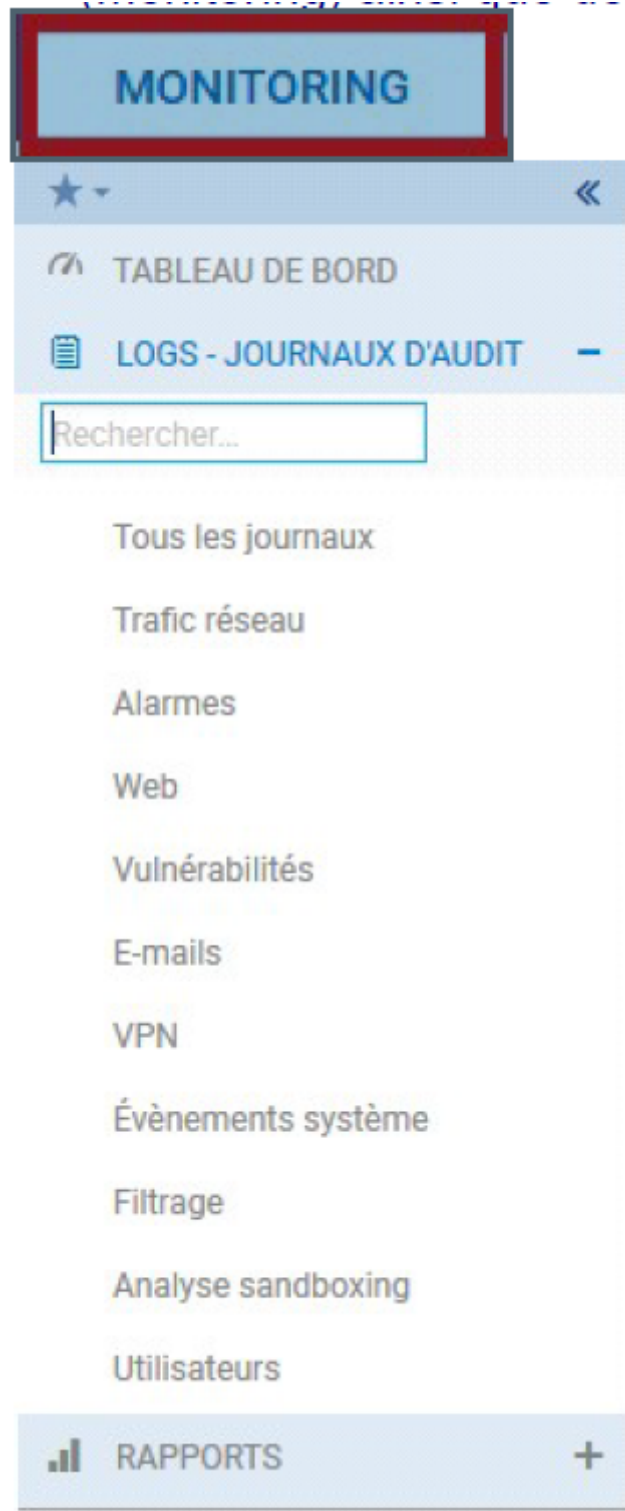 MONITORING
TABLEAU DE BORD
LOGS - JOURNAUX D'AUDIT
Rechercher...
Tous les journaux
Trafic réseau
Alarmes
Web
Vulnérabilités
E-mails
VPN
Évènements système
Filtrage
Analyse sandboxing
Utilisateurs
RAPPORTS